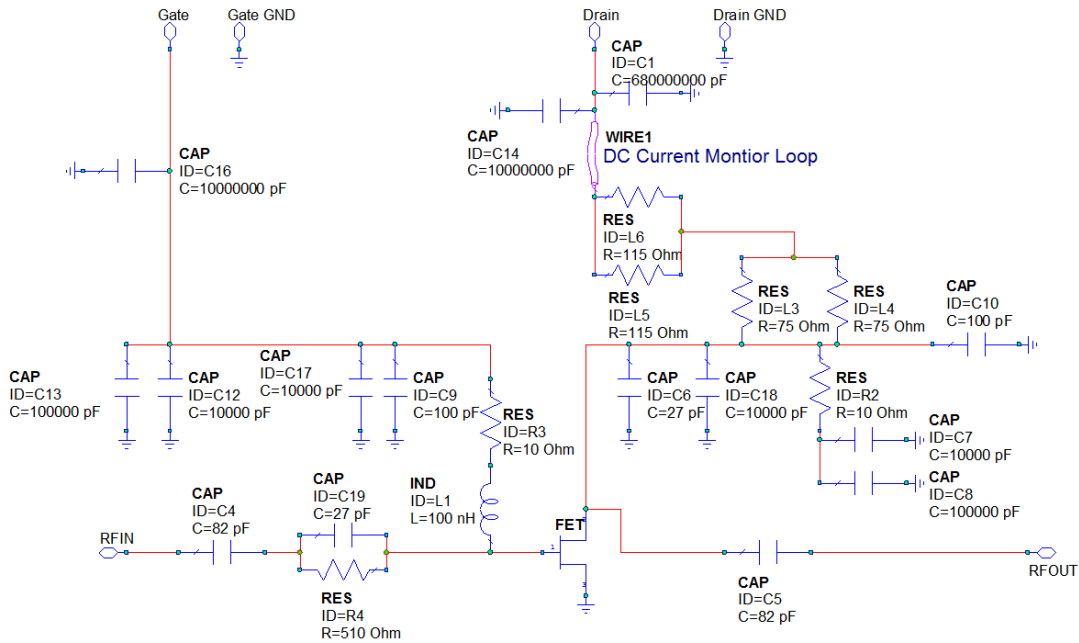 Gate
Gate GND
Drain
Drain GND
CAP
ID=C1
C=680000000 pF
CAP
ID=C16
C=10000000 pF
CAP
ID=C14
C=10000000 pF
WIRE1
DC Current Montior Loop
RES
ID=L6
R=115 Ohm
RES
ID=L5
R=115 Ohm
RES
ID=L3
R=75 Ohm
RES
ID=L4
R=75 Ohm
CAP
ID=C10
C=100 pF
CAP
ID=C13
C=100000 pF
CAP
ID=C12
C=10000 pF
CAP
ID=C17
C=10000 pF
CAP
ID=C9
C=100 pF
RES
ID=R3
R=10 Ohm
CAP
ID=C6
C=27 pF
CAP
ID=C18
C=10000 pF
RES
ID=R2
R=10 Ohm
CAP
ID=C7
C=10000 pF
CAP
ID=C8
C=100000 pF
RFIN
CAP
ID=C4
C=82 pF
CAP
ID=C19
C=27 pF
RES
ID=R4
R=510 Ohm
IND
ID=L1
L=100 nH
FET
1
2
3
CAP
ID=C5
C=82 pF
RFOUT